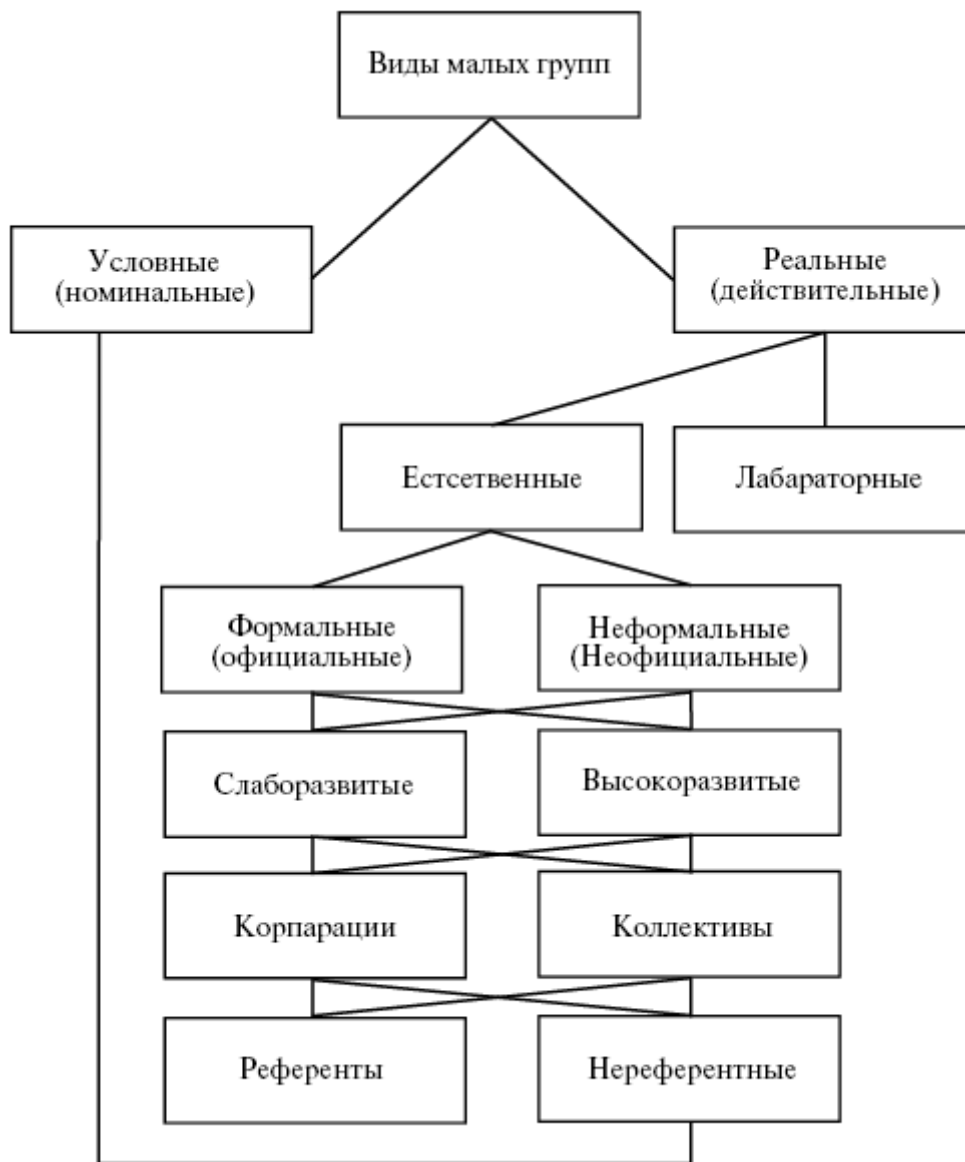 Виды малых групп
Условные
(номинальные)
Реальные
(действительные)
Естсетвенные
Лабараторные
Формальные
(официальные)
Неформальные
(Неофициальные)
Слаборазвитые
Высокоразвитые
Корпарации
Коллективы
Референты
Нереферентные